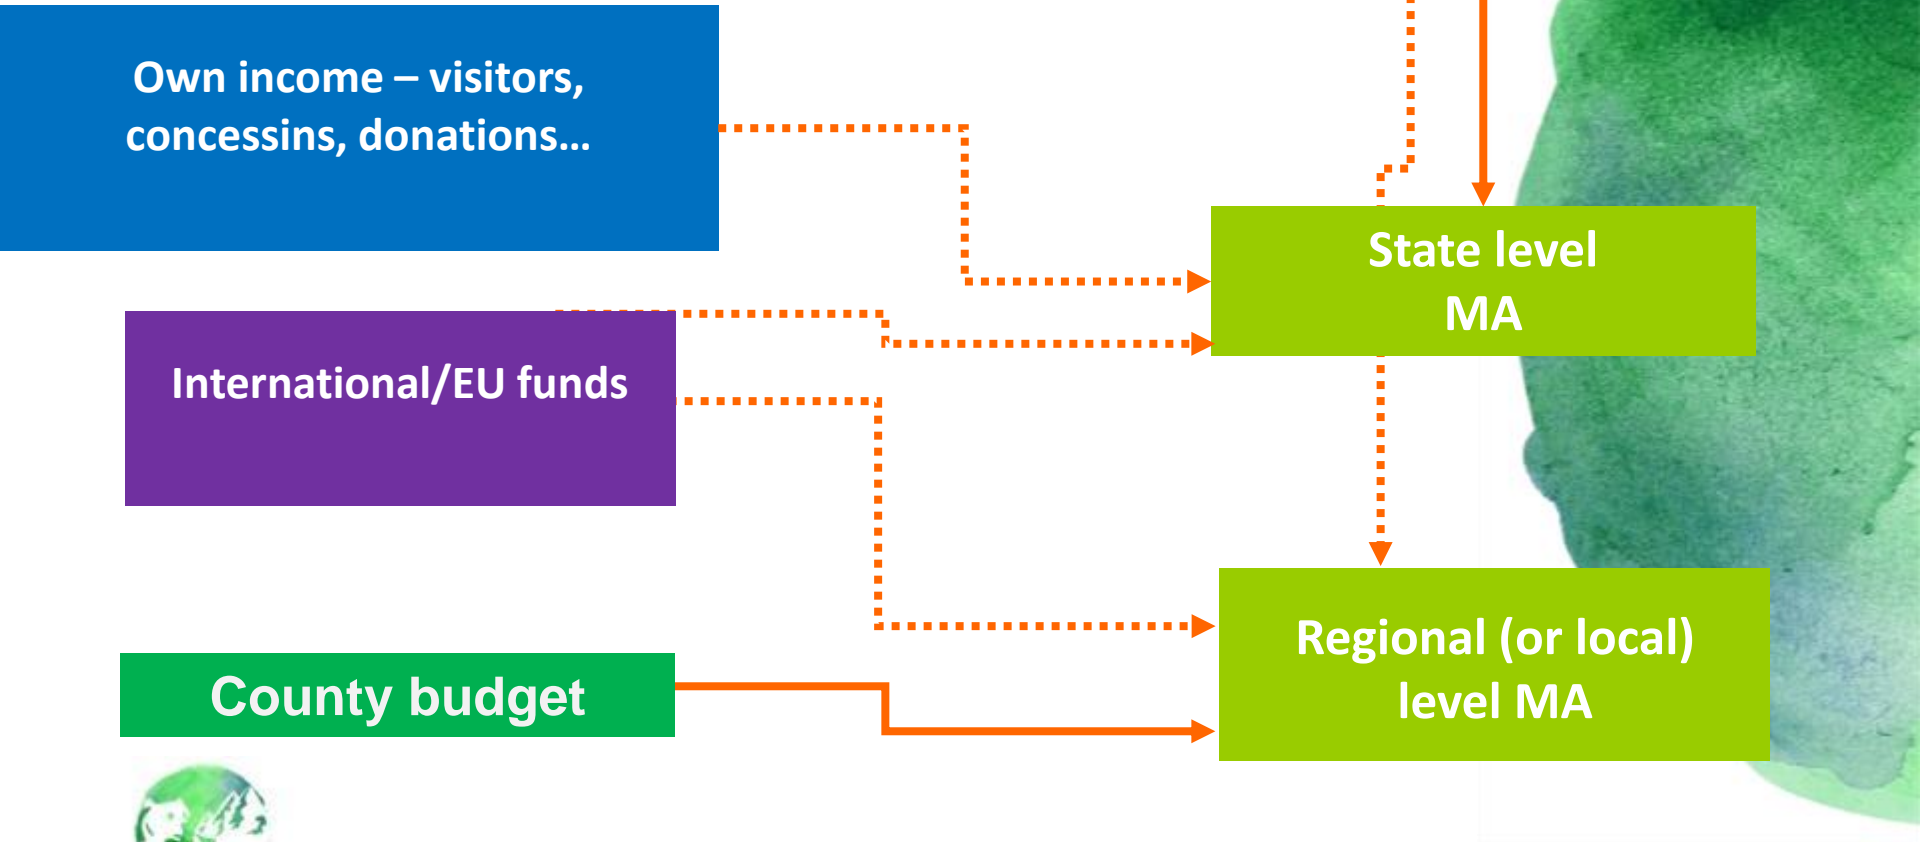 Own income – visitors,
concessins, donations...
State level
MA
International/EU funds
Regional (or local)
level MA
County budget